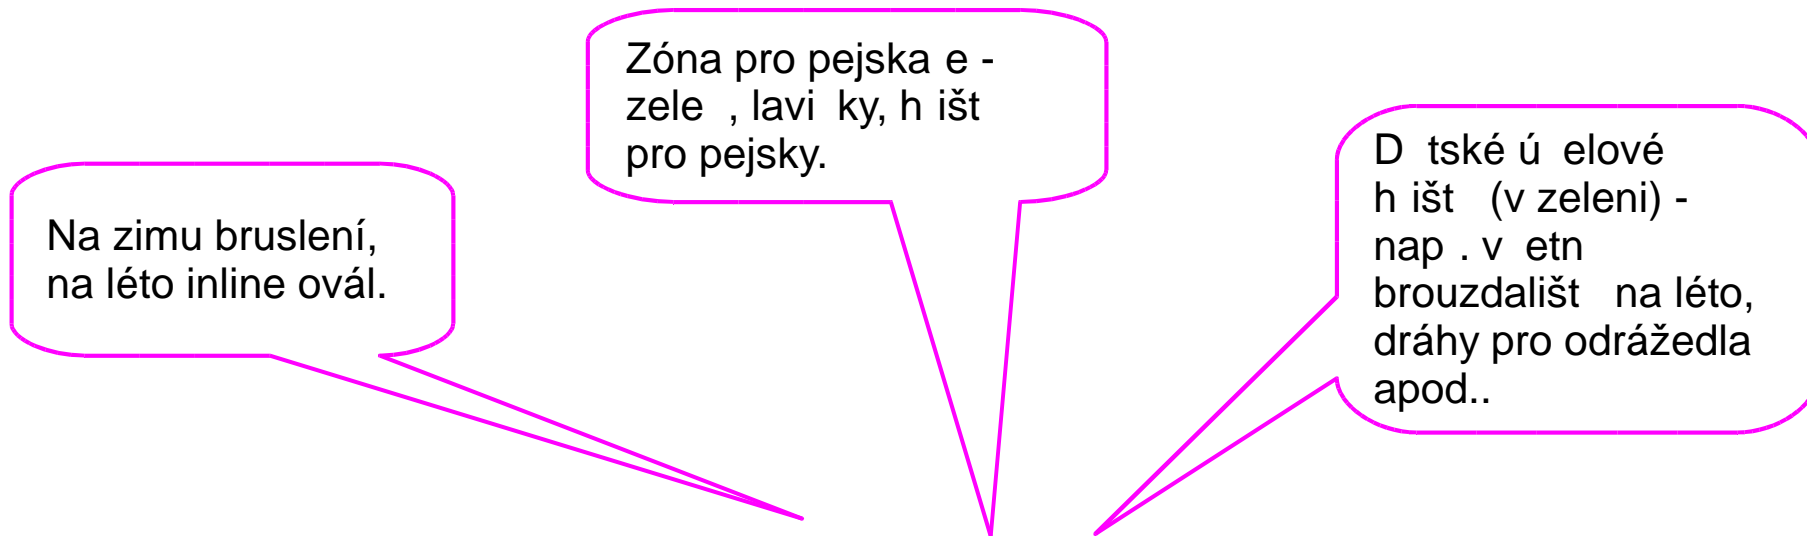 Na zimu bruslení,
na léto inline ovál.
Zóna pro pejska e -
zele , lavi ky, h išt
pro pejsky.
D tské ú elové
h išt (v zeleni) -
nap . v etn
brouzdališt na léto,
dráhy pro odrážedla
apod..